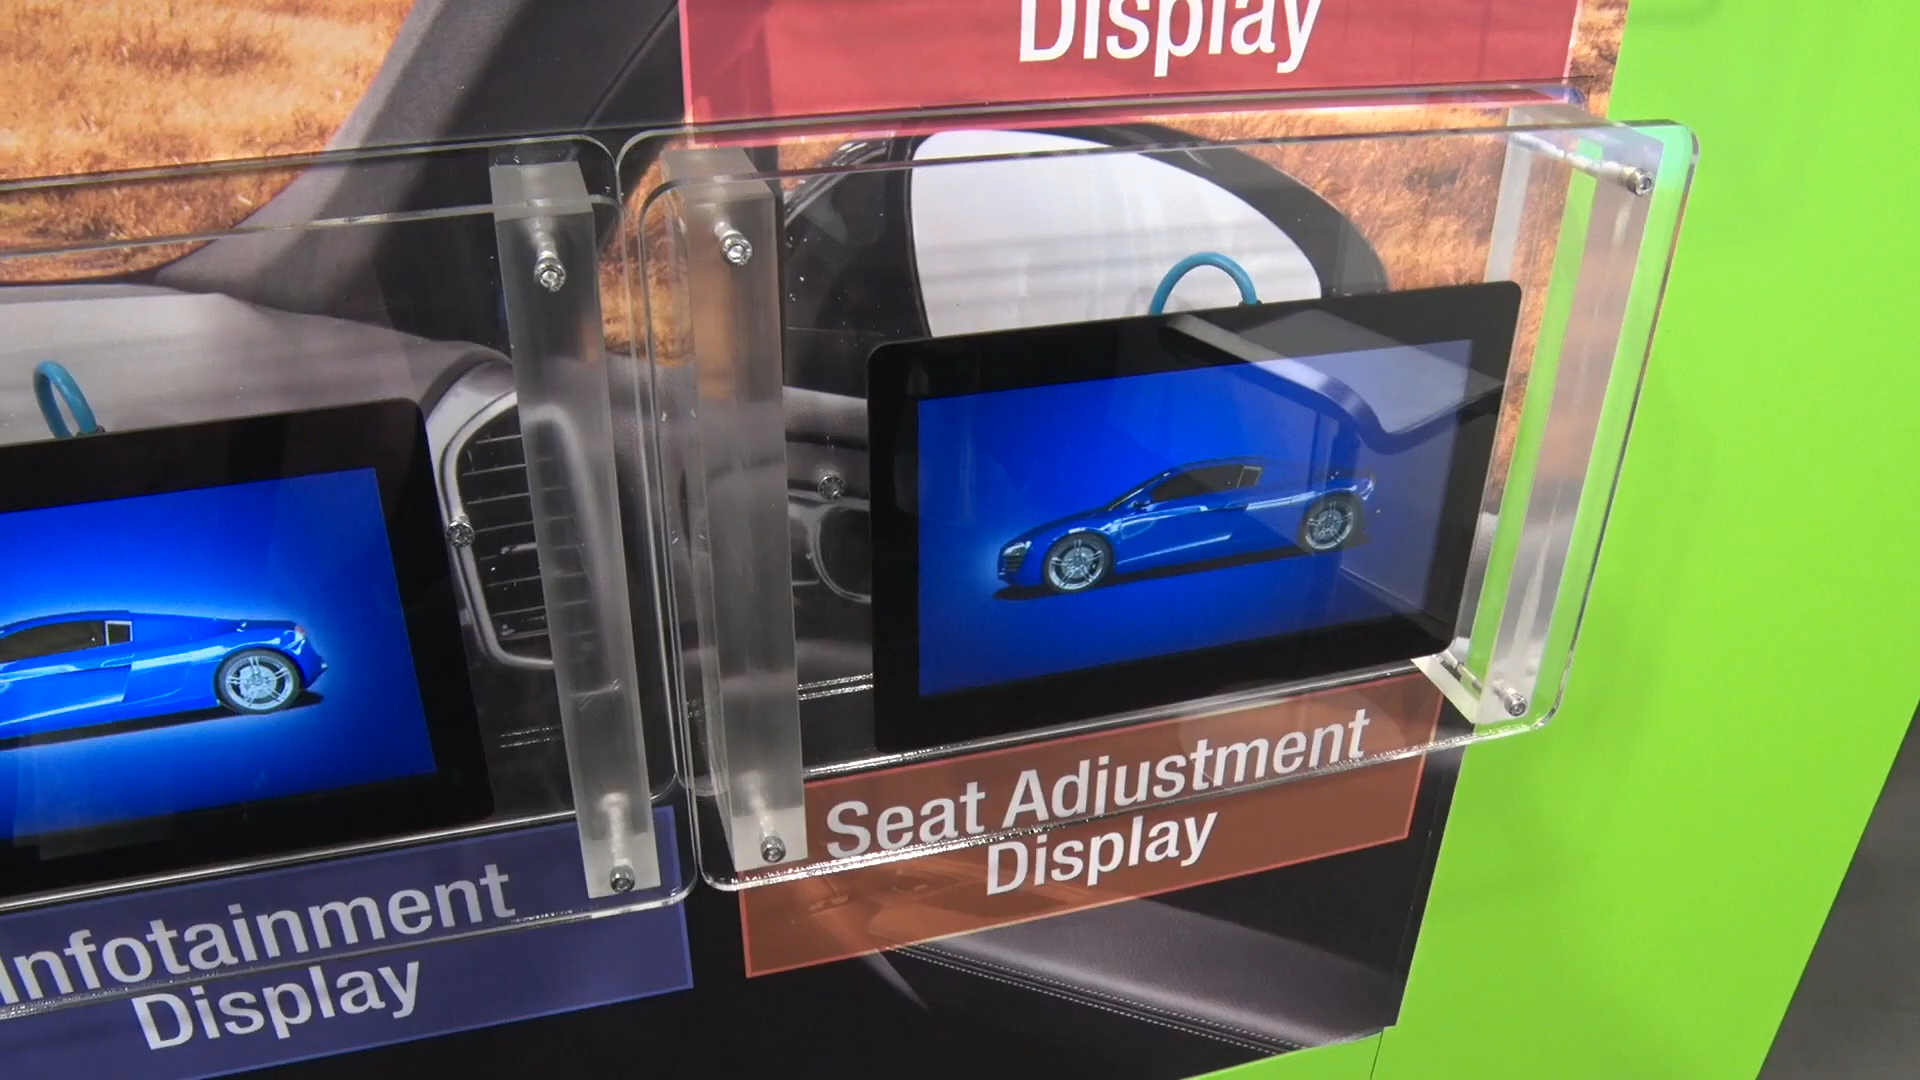 Display
Seat Adjustment
Display
Infotainment
Display